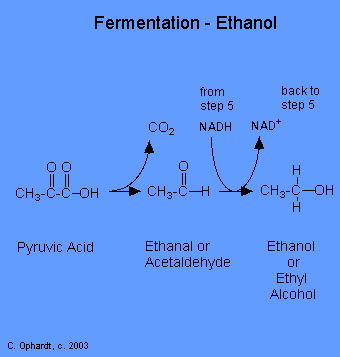 Fermentation - Ethanol
from
step 5
back to
step 5
CO2
NADH
NAD+
O O
CH3-C-C-OH
O
CH3-C-H
H
CH3-C-OH
H
Pyruvic Acid
Ethanal or
Acetaldehyde
Ethanol
or
Ethyl
Alcohol
C. Ophardt, c. 2003